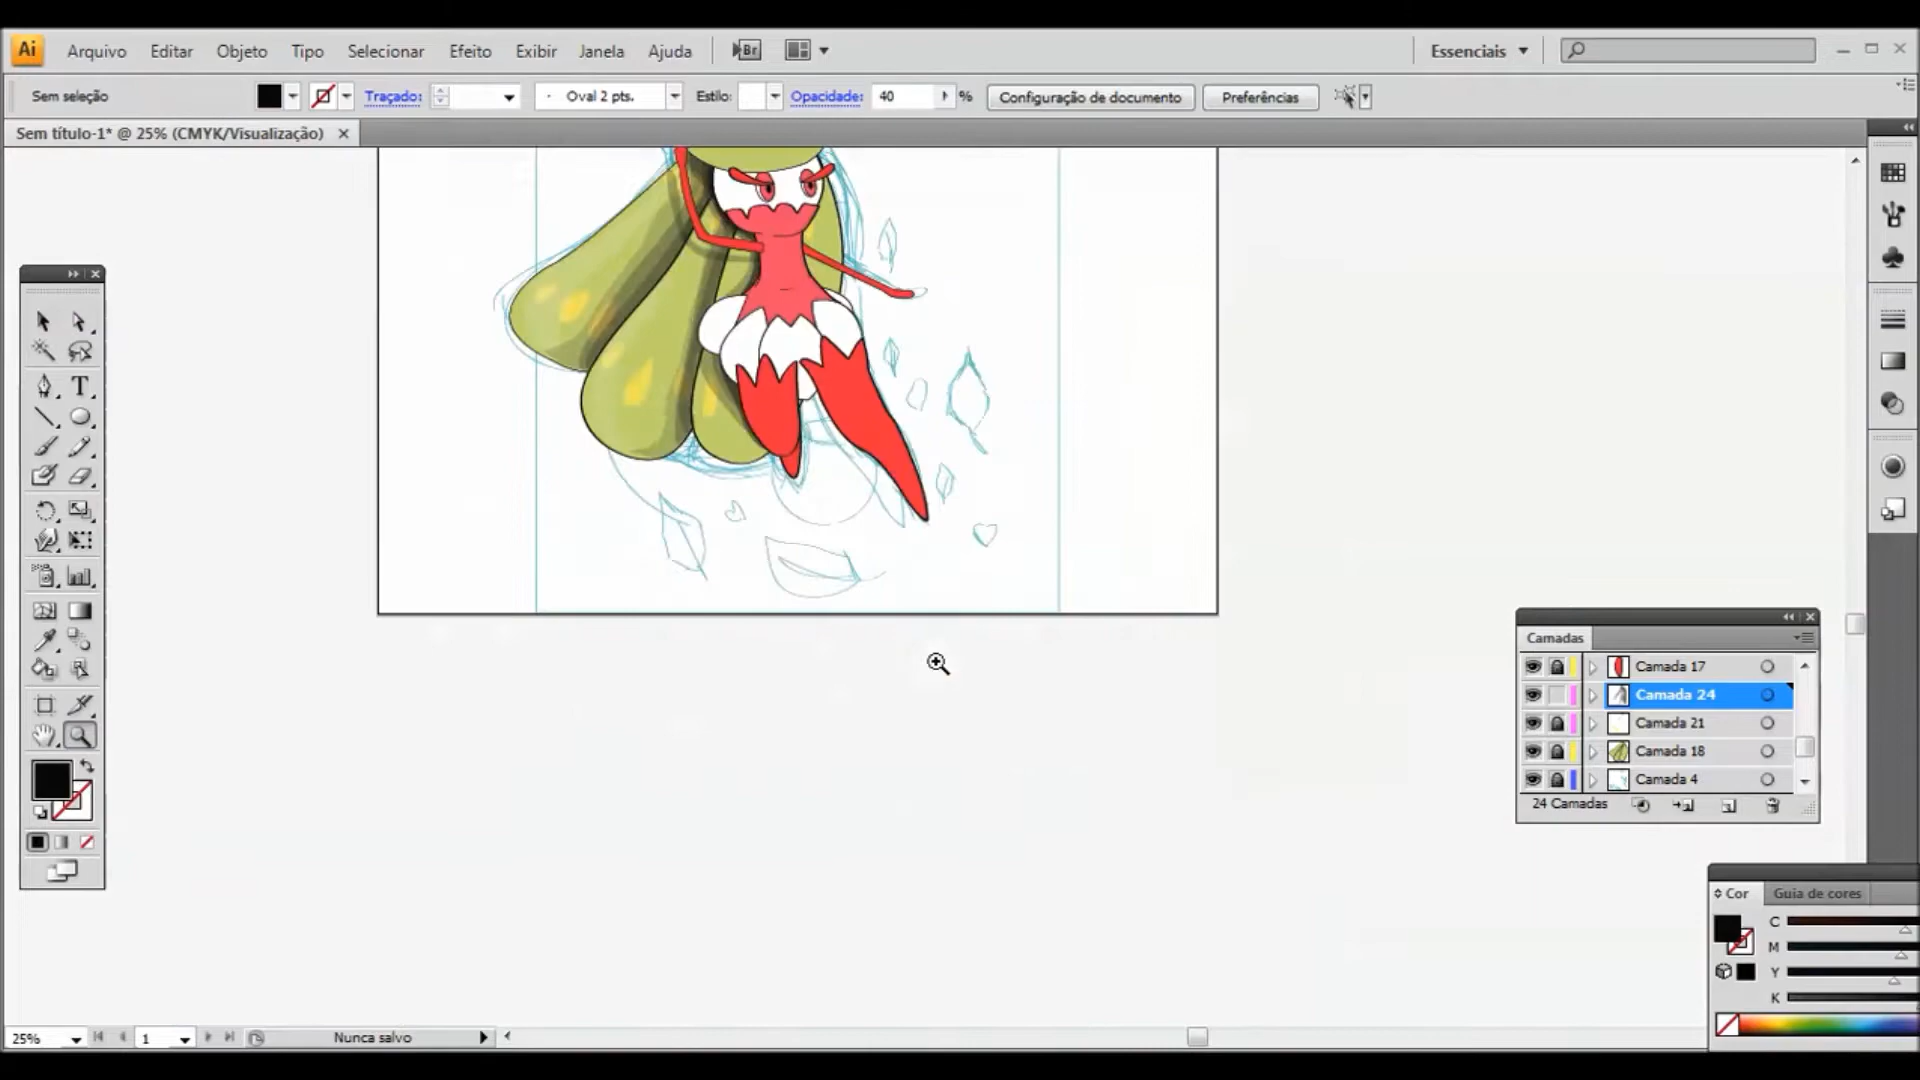 Ai Arquivo Editar Objeto Tipo Selecionar Efeito Exibir Janela Ajuda Br Essenciais
Sem seleção Traçado: Oval 2 pts. Estilo: Opacidade: 40 % Configuração de documento Preferências
Sem título-1* @ 25% (CMYK/Visualização)
T
Camadas
Camada 17
Camada 24
Camada 21
Camada 18
Camada 4
24 Camadas
Cor Guia de cores
C
M
Y
K
25% 1 Nunca salvo